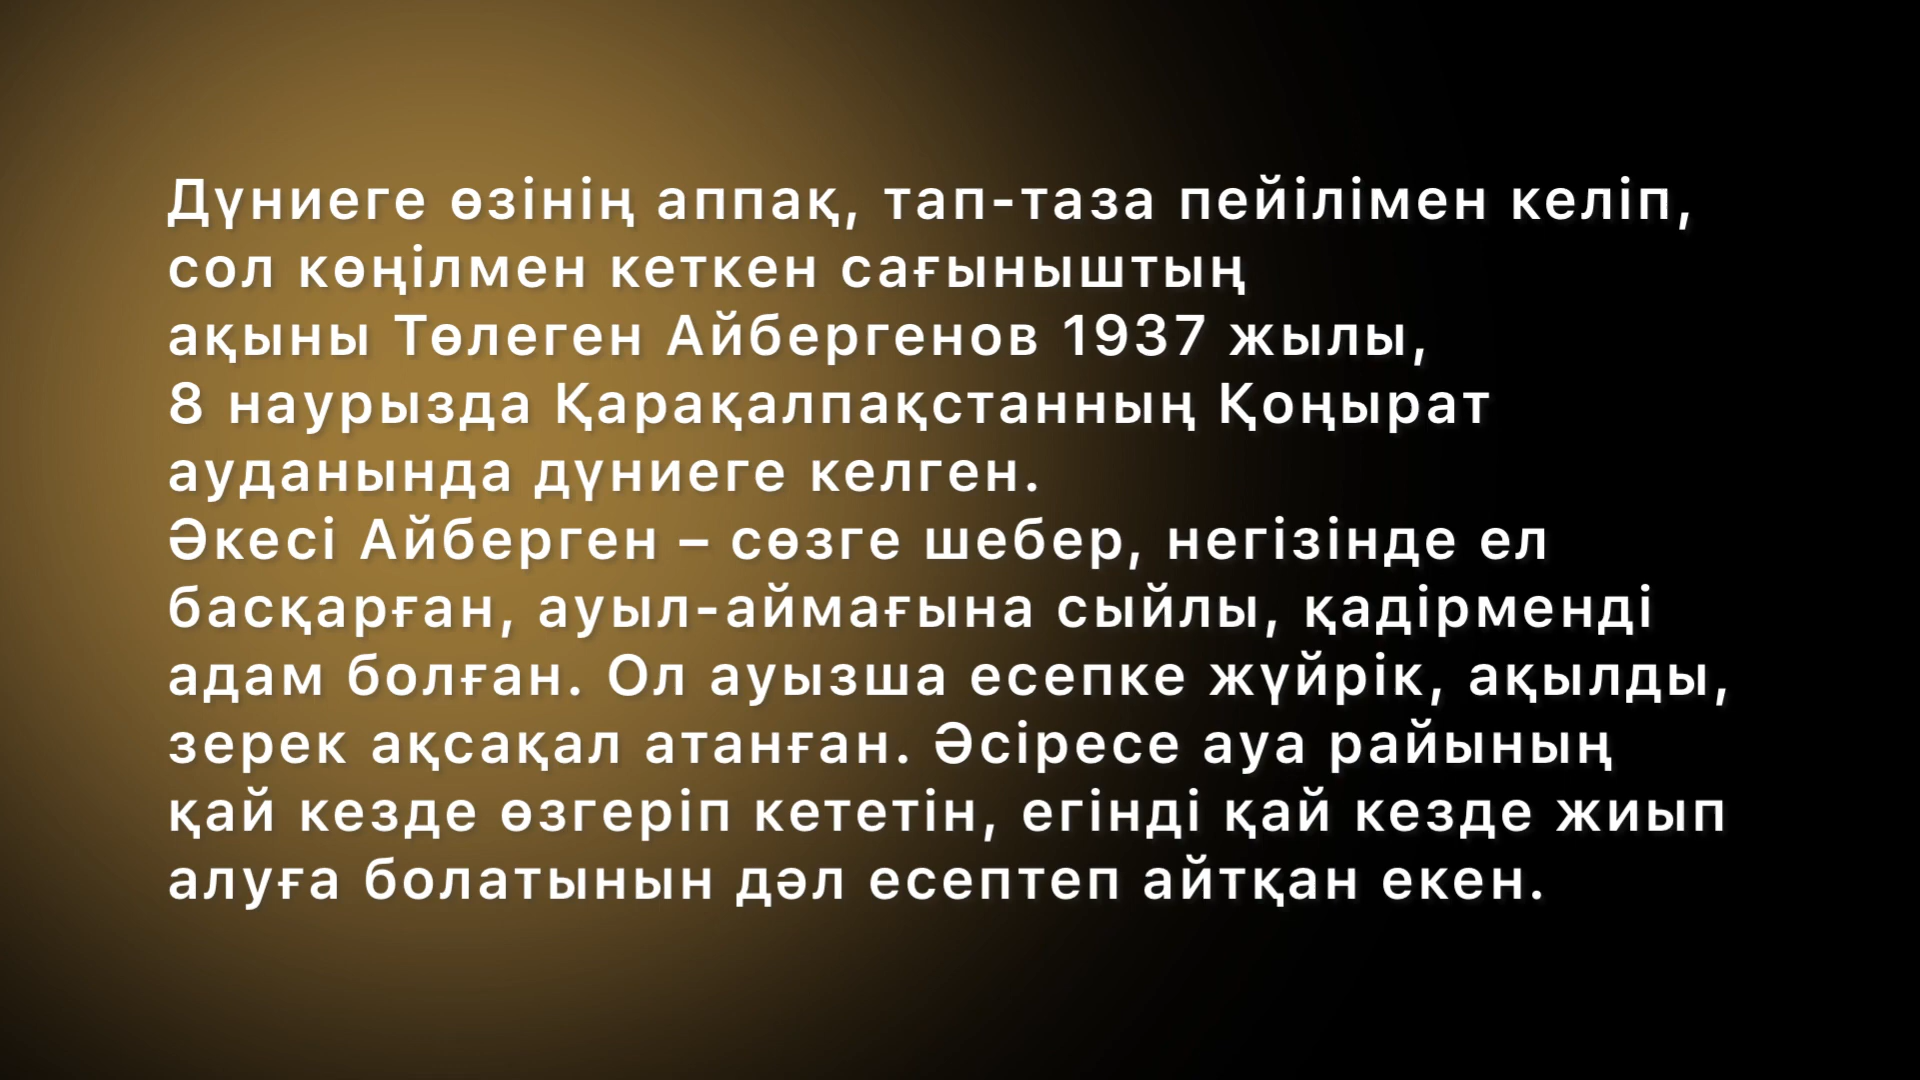 Дүниеге өзінің аппақ, тап-таза пейілімен келіп,
сол көңілмен кеткен сағыныштың
ақыны Төлеген Айбергенов 1937 жылы,
8 наурызда Қарақалпақстанның Қоңырат
ауданында дүниеге келген.
Әкесі Айберген – сөзге шебер, негізінде ел
басқарған, ауыл-аймағына сыйлы, қадірменді
адам болған. Ол ауызша есепке жүйрік, ақылды,
зерек ақсақал атанған. Әсіресе ауа райының
қай кезде өзгеріп кететін, егінді қай кезде жиып
алуға болатынын дәл есептеп айтқан екен.